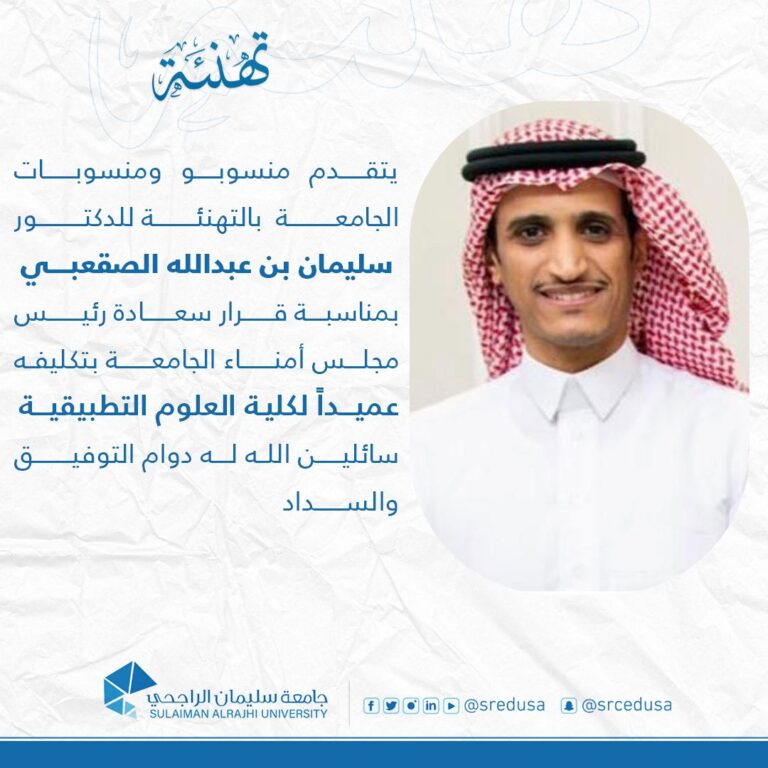 تهنئة
يتقدم منسوبو ومنسوبات
الجامعة بالتهنئة للدكتور
سليمان بن عبدالله الصقعبي
بمناسبة قرار سعادة رئيس
مجلس أمناء الجامعة بتكليفه
عميداً لكلية العلوم التطبيقية
سائلين الله له دوام التوفيق
والسداد
جامعة سليمان الراجحي
SULAIMAN ALRAJHI UNIVERSITY
@sredusa @srcedusa